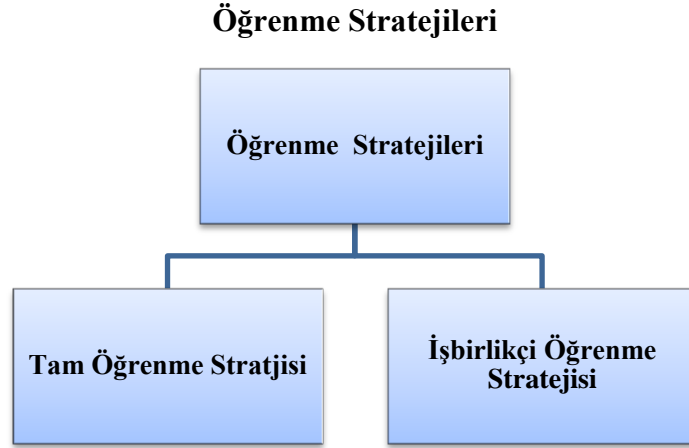 Öğrenme Stratejileri
Öğrenme Stratejileri
Tam Öğrenme Stratjisi
İşbirlikçi Öğrenme
Stratejisi